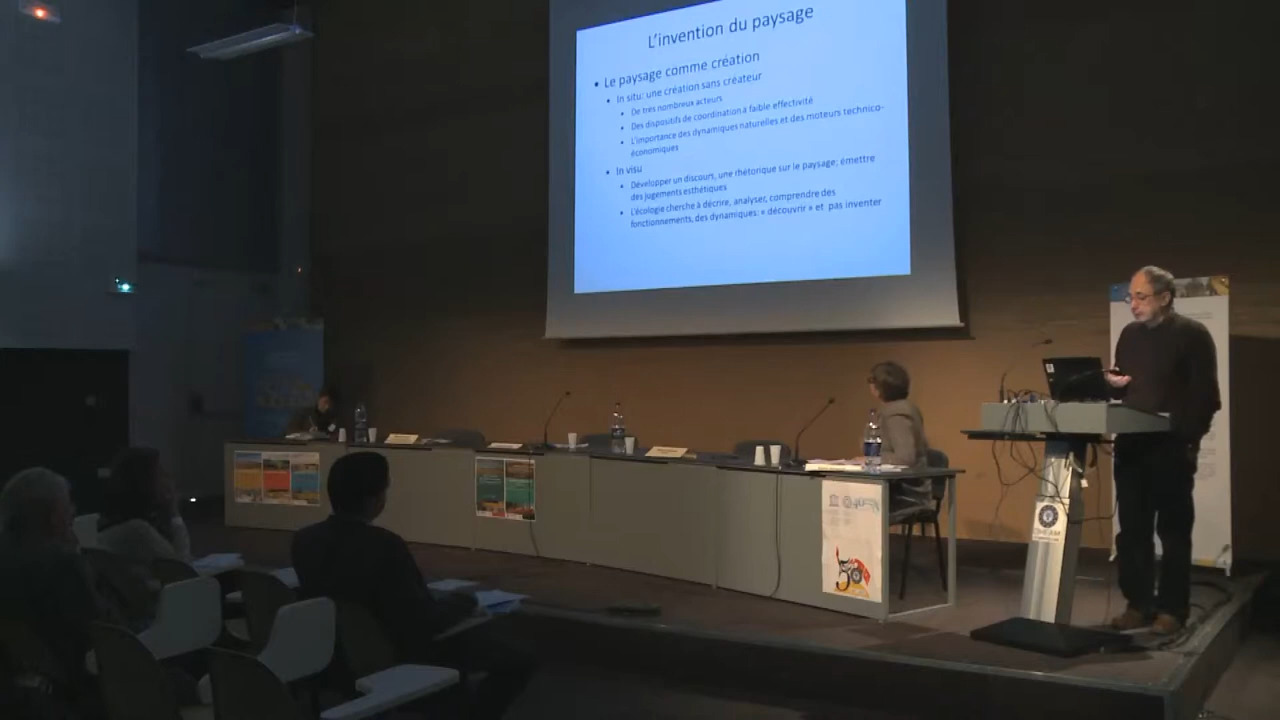 L'invention du paysage
• Le paysage comme création
• In situ: une création sans créateur
• De très nombreux acteurs
• Des dispositifs de coordination à faible effectivité
• L'importance des dynamiques naturelles et des moteurs technico-
économiques
• In visu
• Développer un discours, une rhétorique sur le paysage; émettre
des jugements esthétiques
• L'écologie cherche à décrire, analyser, comprendre des
fonctionnements, des dynamiques: « découvrir » et pas inventer
CIHEAM